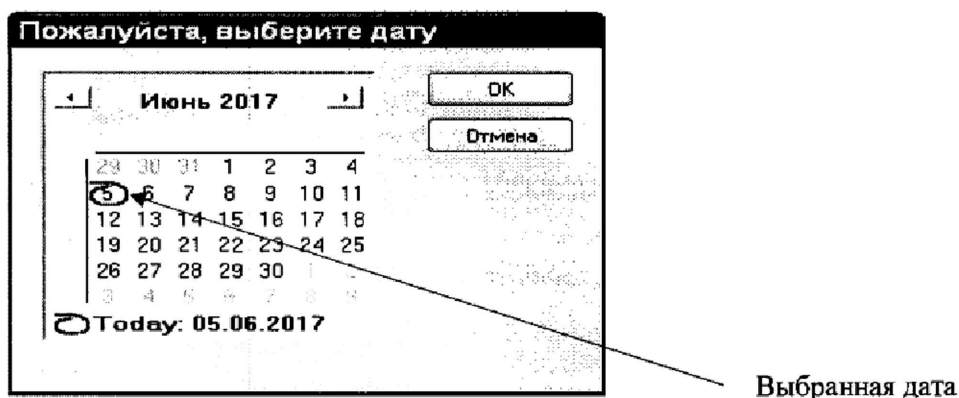 Пожалуйста, выберите дату
Июнь 2017
OK
Отмена
29 30 31 1 2 3 4
5 6 7 8 9 10 11
12 13 14 15 16 17 18
19 20 21 22 23 24 25
26 27 28 29 30 1 2
3 4 5 6 7 8 9
Today: 05.06.2017
Выбранная дата